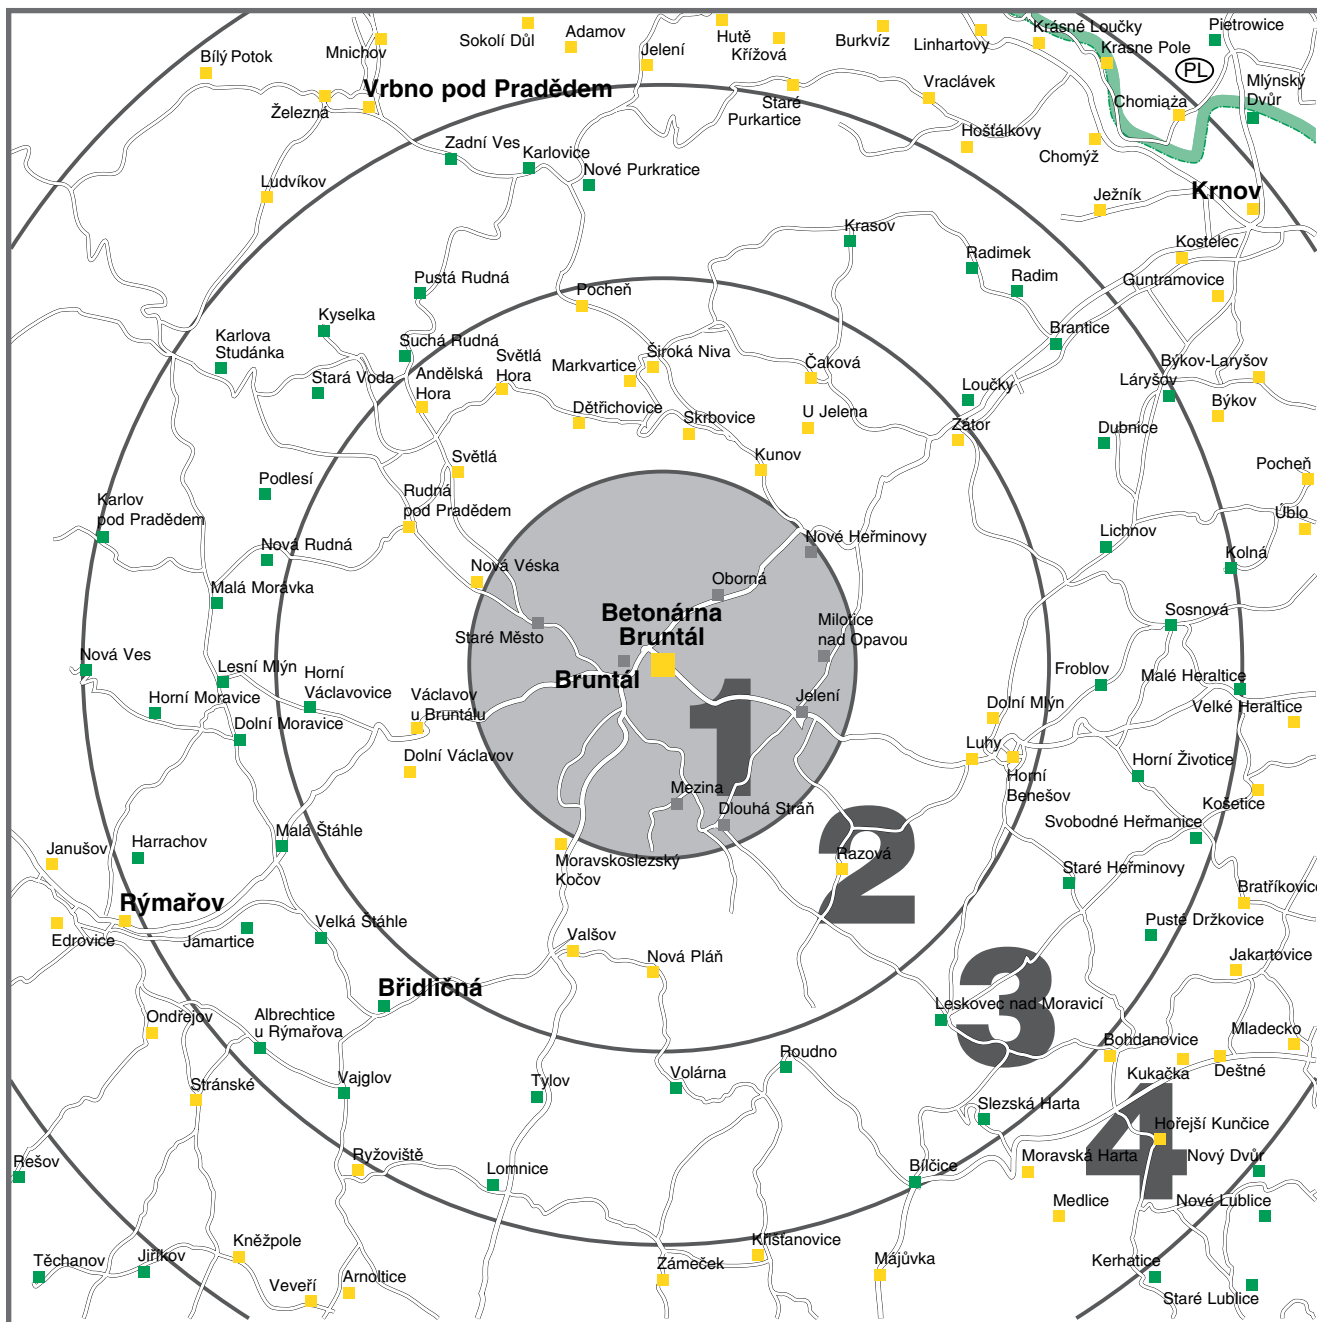 Sokolí Důl
Adamov
Hutě
Křížová
Burkvíz
Linhartovy
Krásné Loučky
Pietrowice
Bílý Potok
Mnichov
Jelení
Krasne Pole
PL
Mlýnský
Dvůr
Vrbno pod Pradědem
Železná
Staré
Purkartice
Vraclávek
Chomiąża
Hošťálkovy
Chomýž
Zadní Ves
Karlovice
Nové Purkratice
Ludvíkov
Ježník
Krnov
Krasov
Radimek
Radim
Kostelec
Guntramovice
Pustá Rudná
Pocheň
Kyselka
Karlova
Studánka
Suchá Rudná
Stará Voda
Andělská
Hora
Světlá
Hora
Markvartice
Široká Niva
Čaková
Brantice
Býkov-Laryšov
Loučky
Láryšov
Býkov
Dětřichovice
Skrbovice
U Jelena
Zátor
Dubnice
Kunov
Světlá
Pocheň
Podlesí
Rudná
pod Pradědem
Karlov
pod Pradědem
Úblo
Nová Rudná
Nové Heřminovy
Lichnov
Kolná
Malá Morávka
Nová Véska
Oborná
Betonárna
Bruntál
Staré Město
Milotice
nad Opavou
Sosnová
Nová Ves
Lesní Mlýn
Horní
Václavovice
Bruntál
Froblov
Malé Heraltice
Horní Moravice
Dolní Moravice
Václavov
u Bruntálu
Jelení
Dolní Mlýn
Velké Heraltice
1
Dolní Václavov
Luhy
Horní
Benešov
Horní Životice
Mezina
Dlouhá Stráň
Košetice
Svobodné Heřmanice
2
Janušov
Harrachov
Malá Štáhle
Moravskoslezský
Kočov
Razová
Staré Heřminovy
Bratříkovice
Rýmařov
Edrovice
Jamartice
Velká Štáhle
Pusté Držkovice
Valšov
Nová Pláň
Jakartovice
Břidličná
3
Leskovec nad Moravicí
Ondřejov
Albrechtice
u Rýmařova
Mladecko
Bohdanovice
Kukačka
Deštné
Roudno
Stránské
Vajglov
Tylov
Volárna
Slezská Harta
4
Hořejší Kunčice
Rešov
Ryžoviště
Lomnice
Bílčice
Moravská Harta
Nový Dvůr
Medlice
Nové Lublice
Těchanov
Jiříkov
Kněžpole
Veveří
Arnoltice
Zámeček
Křišťanovice
Májůvka
Kerhatice
Staré Lublice